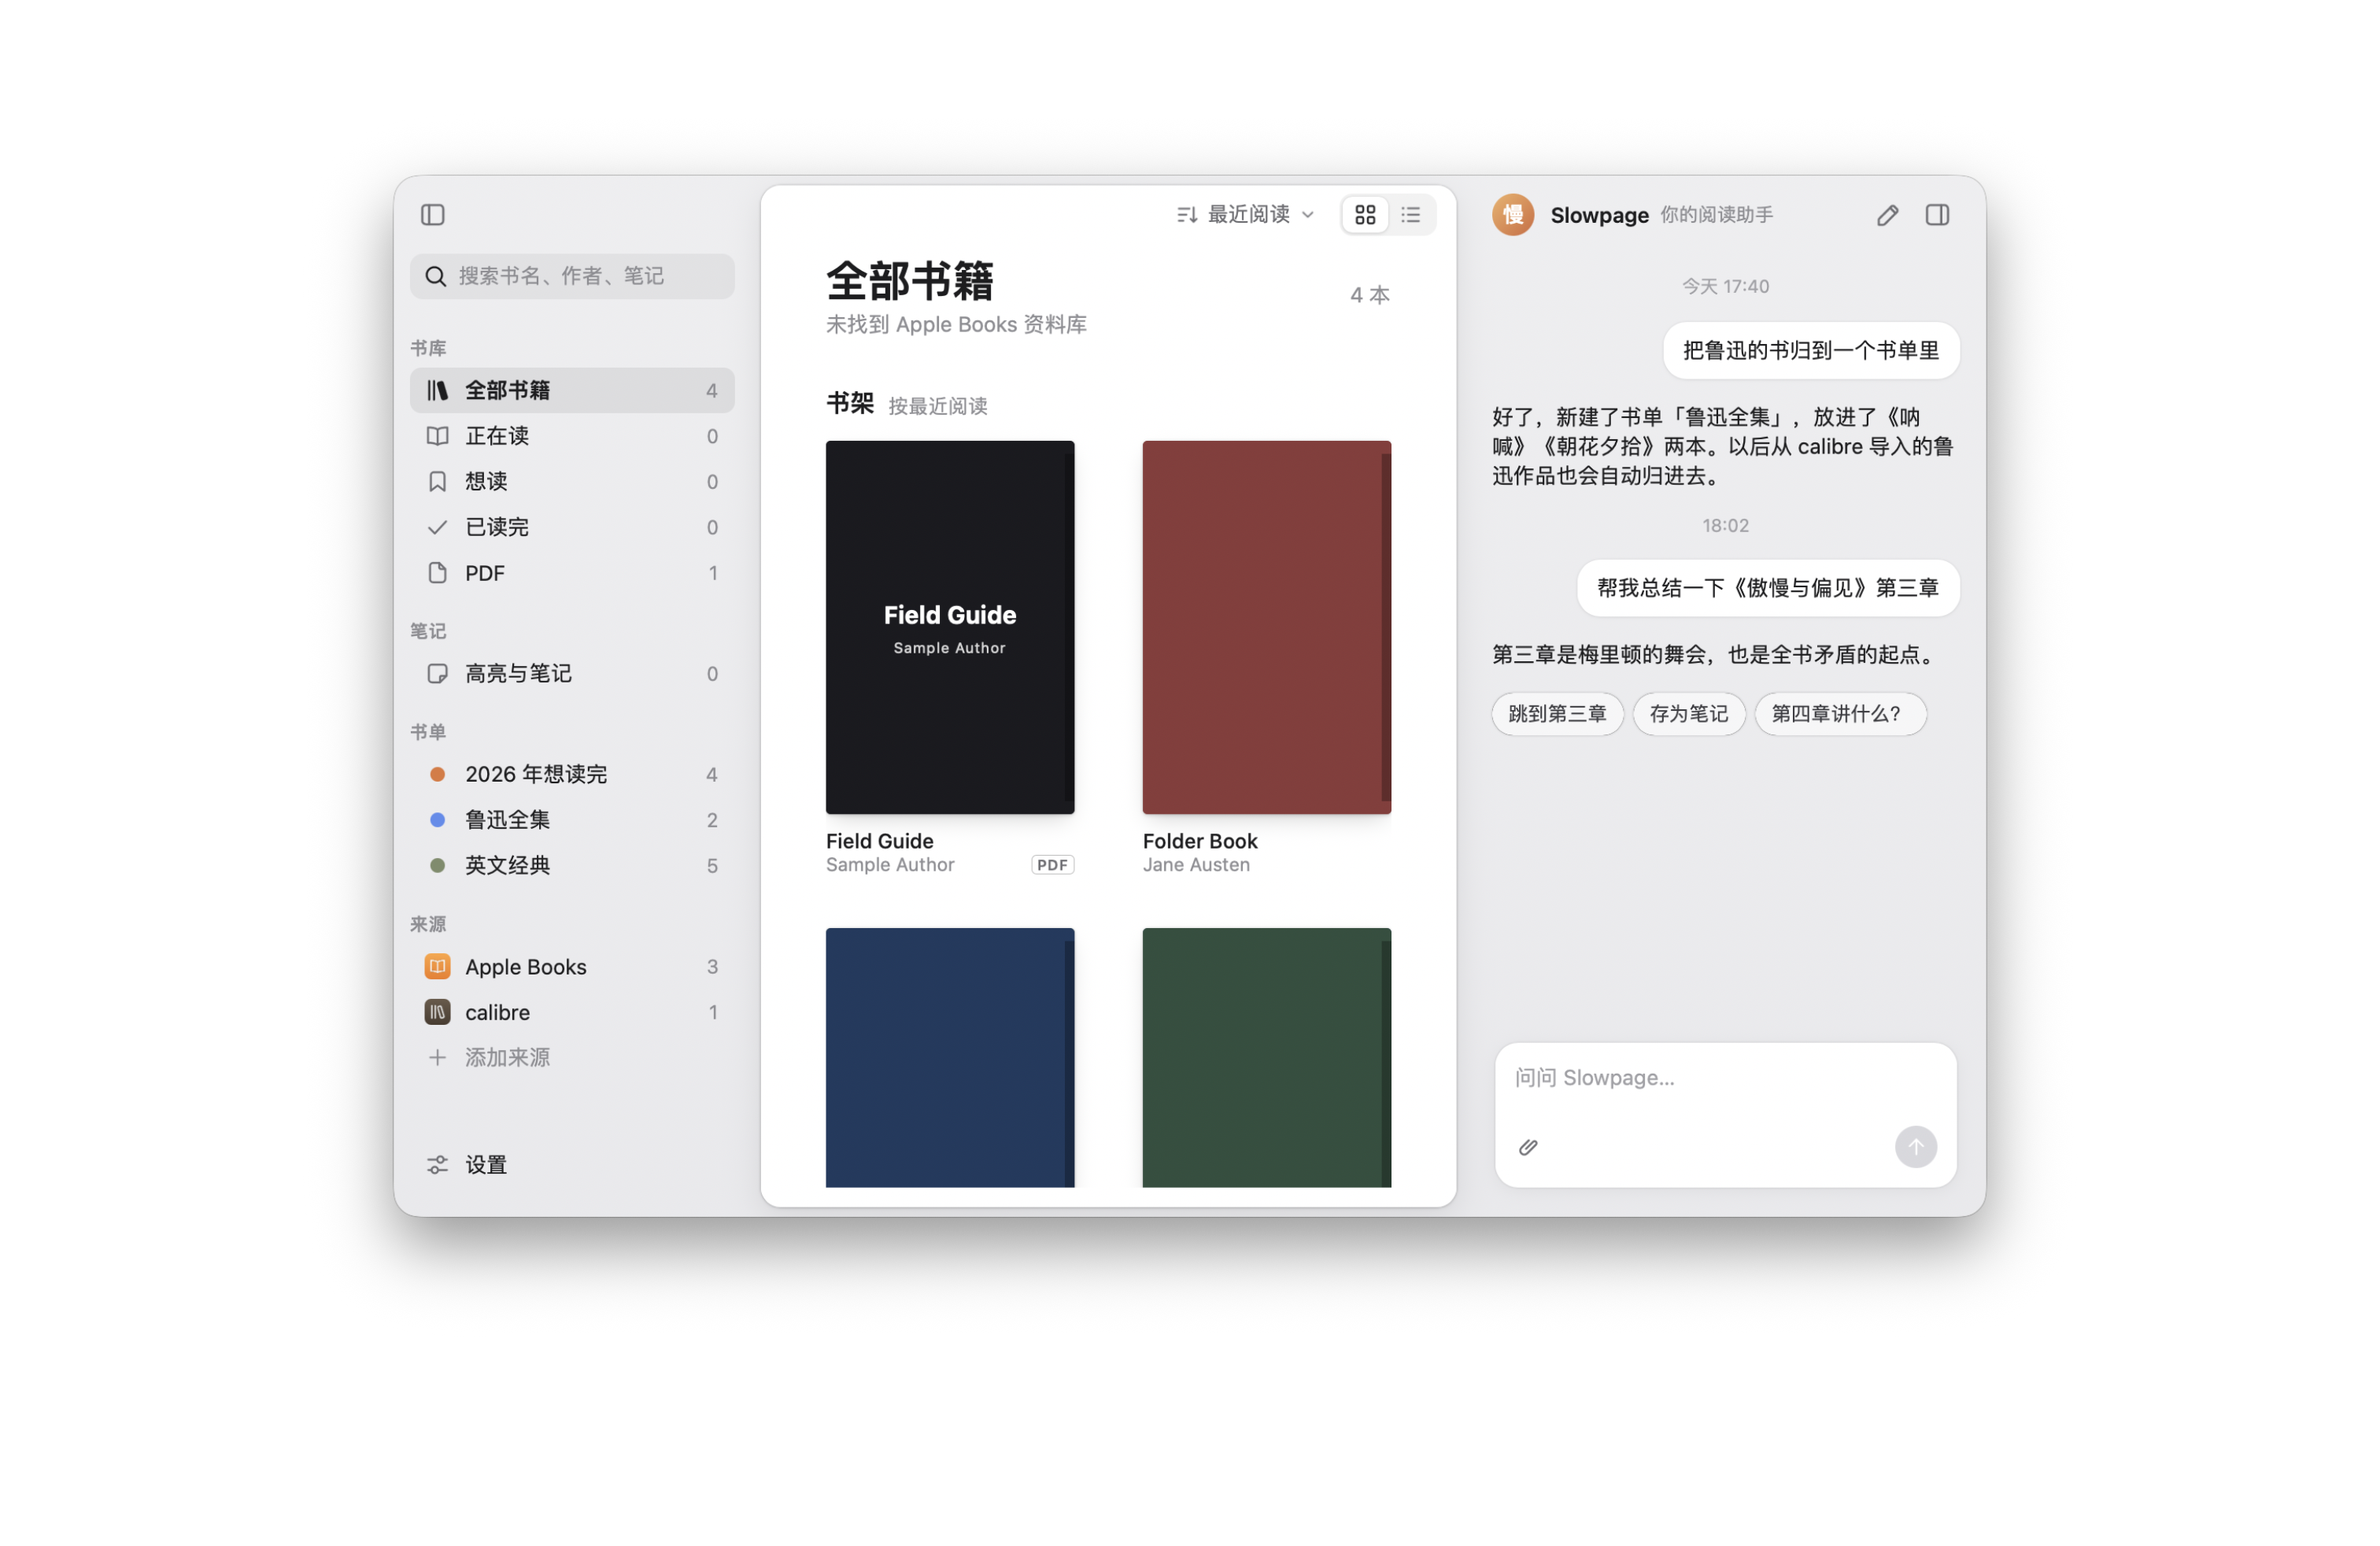 搜索书名、作者、笔记
书库
全部书籍 4
正在读 0
想读 0
已读完 0
PDF 1
笔记
高亮与笔记 0
书单
2026 年想读完 4
鲁迅全集 2
英文经典 5
来源
Apple Books 3
calibre 1
添加来源
设置
最近阅读
全部书籍
4 本
未找到 Apple Books 资料库
书架 按最近阅读
Field Guide
Sample Author
Field Guide
Sample Author PDF
Folder Book
Jane Austen
慢 Slowpage 你的阅读助手
今天 17:40
把鲁迅的书归到一个书单里
好了，新建了书单「鲁迅全集」，放进了《呐
喊》《朝花夕拾》两本。以后从 calibre 导入的鲁
迅作品也会自动归进去。
18:02
帮我总结一下《傲慢与偏见》第三章
第三章是梅里顿的舞会，也是全书矛盾的起点。
跳到第三章 存为笔记 第四章讲什么？
问问 Slowpage...